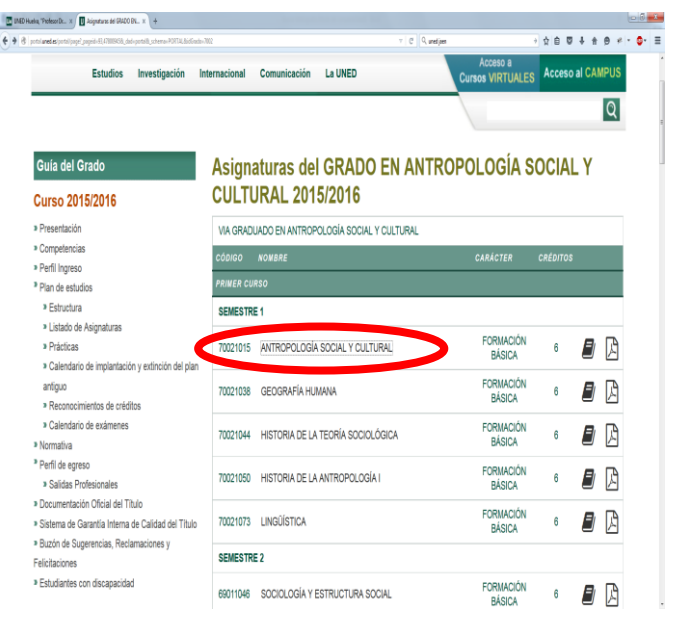 UNED Huelva, "Profesor Dr...
Asignaturas del GRADO EN...
Estudios Investigación Internacional Comunicación La UNED
Acceso a
Cursos VIRTUALES
Acceso al CAMPUS
Guía del Grado
Curso 2015/2016
» Presentación
» Competencias
» Perfil Ingreso
» Plan de estudios
» Estructura
» Listado de Asignaturas
» Prácticas
» Calendario de implantación y extinción del plan
antiguo
» Reconocimientos de créditos
» Calendario de exámenes
» Normativa
» Perfil de egreso
» Salidas Profesionales
» Documentación Oficial del Título
» Sistema de Garantía Interna de Calidad del Título
» Buzón de Sugerencias, Reclamaciones y
Felicitaciones
» Estudiantes con discapacidad
Asignaturas del GRADO EN ANTROPOLOGÍA SOCIAL Y
CULTURAL 2015/2016
VIA GRADUADO EN ANTROPOLOGÍA SOCIAL Y CULTURAL
CÓDIGO NOMBRE CARÁCTER CRÉDITOS
PRIMER CURSO
SEMESTRE 1
70021015 ANTROPOLOGÍA SOCIAL Y CULTURAL FORMACIÓN BÁSICA 6
70021038 GEOGRAFÍA HUMANA FORMACIÓN BÁSICA 6
70021044 HISTORIA DE LA TEORÍA SOCIOLÓGICA FORMACIÓN BÁSICA 6
70021050 HISTORIA DE LA ANTROPOLOGÍA I FORMACIÓN BÁSICA 6
70021073 LINGÜÍSTICA FORMACIÓN BÁSICA 6
SEMESTRE 2
69011046 SOCIOLOGÍA Y ESTRUCTURA SOCIAL FORMACIÓN BÁSICA 6